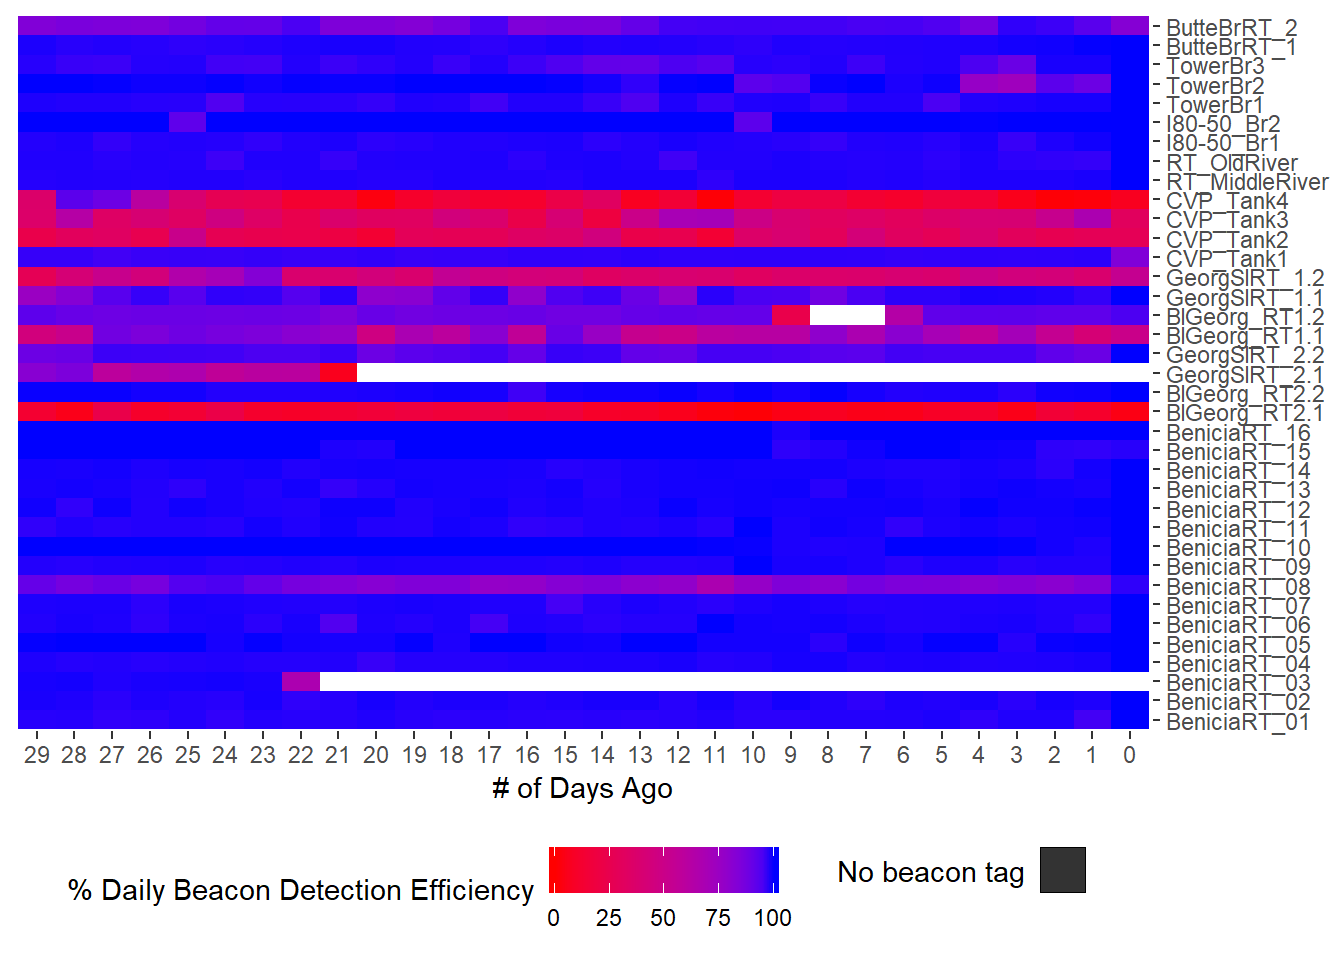 ButteBrRT_2
ButteBrRT_1
TowerBr3
TowerBr2
TowerBr1
I80-50_Br2
I80-50_Br1
RT_OldRiver
RT_MiddleRiver
CVP_Tank4
CVP_Tank3
CVP_Tank2
CVP_Tank1
GeorgSlRT_1.2
GeorgSlRT_1.1
BlGeorg_RT1.2
BlGeorg_RT1.1
GeorgSlRT_2.2
GeorgSlRT_2.1
BlGeorg_RT2.2
BlGeorg_RT2.1
BeniciaRT_16
BeniciaRT_15
BeniciaRT_14
BeniciaRT_13
BeniciaRT_12
BeniciaRT_11
BeniciaRT_10
BeniciaRT_09
BeniciaRT_08
BeniciaRT_07
BeniciaRT_06
BeniciaRT_05
BeniciaRT_04
BeniciaRT_03
BeniciaRT_02
BeniciaRT_01
29 28 27 26 25 24 23 22 21 20 19 18 17 16 15 14 13 12 11 10 9 8 7 6 5 4 3 2 1 0
# of Days Ago
% Daily Beacon Detection Efficiency
0 25 50 75 100
No beacon tag